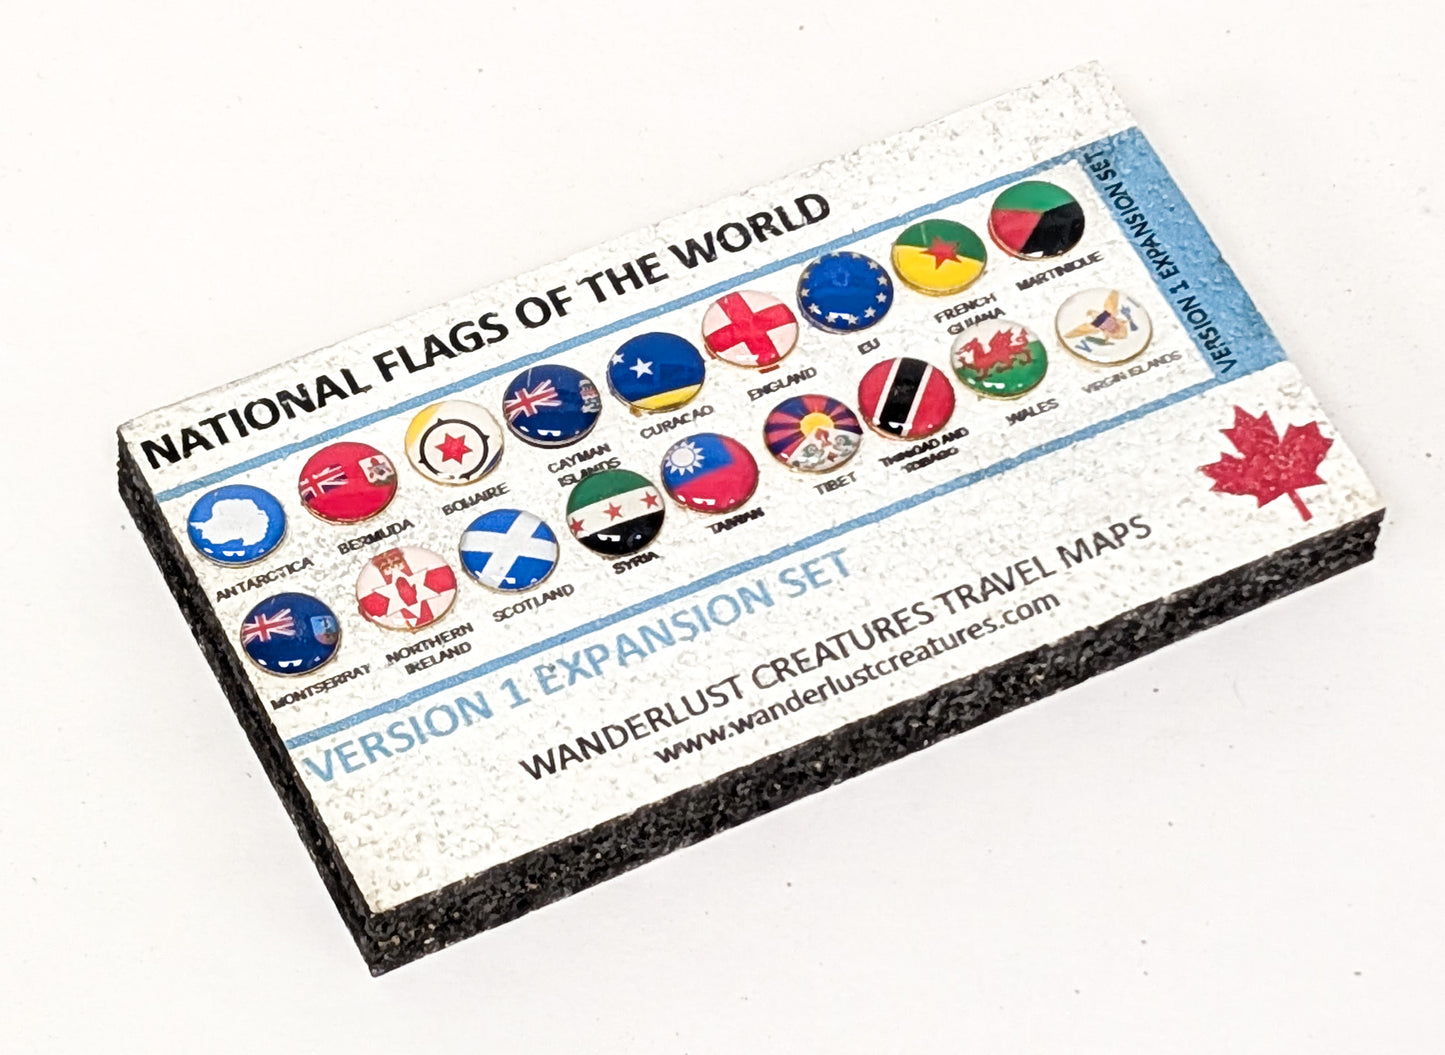 NATIONAL FLAGS OF THE WORLD
ANTARCTICA
BERMUDA
BONAIRE
CAYMAN
ISLANDS
CURACAO
ENGLAND
EU
FRENCH
GUIANA
MARTINIQUE
MONTSERRAT
NORTHERN
IRELAND
SCOTLAND
SYRIA
TAIWAN
TIBET
TRINIDAD AND
TOBAGO
WALES
VIRGIN ISLANDS
VERSION 1 EXPANSION SET
VERSION 1 EXPANSION SET
WANDERLUST CREATURES TRAVEL MAPS
www.wanderlustcreatures.com